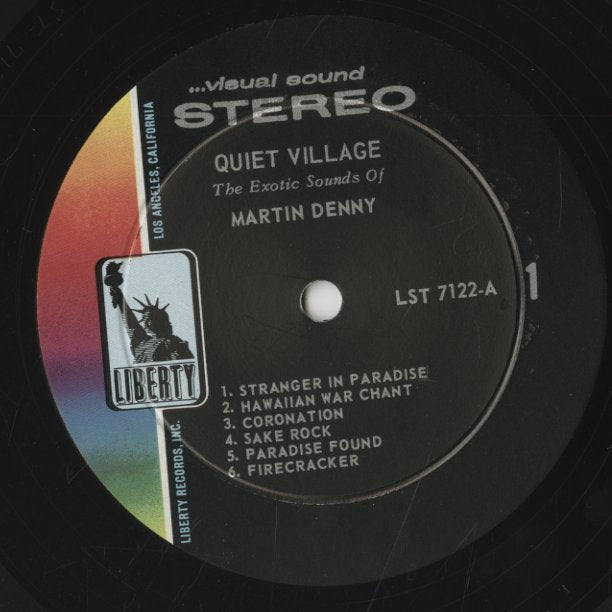 ...visual sound
STEREO
QUIET VILLAGE
The Exotic Sounds Of
MARTIN DENNY
LST 7122-A
1
1. STRANGER IN PARADISE
2. HAWAIIAN WAR CHANT
3. CORONATION
4. SAKE ROCK
5. PARADISE FOUND
6. FIRECRACKER
LIBERTY
LIBERTY RECORDS, INC.
LOS ANGELES, CALIFORNIA